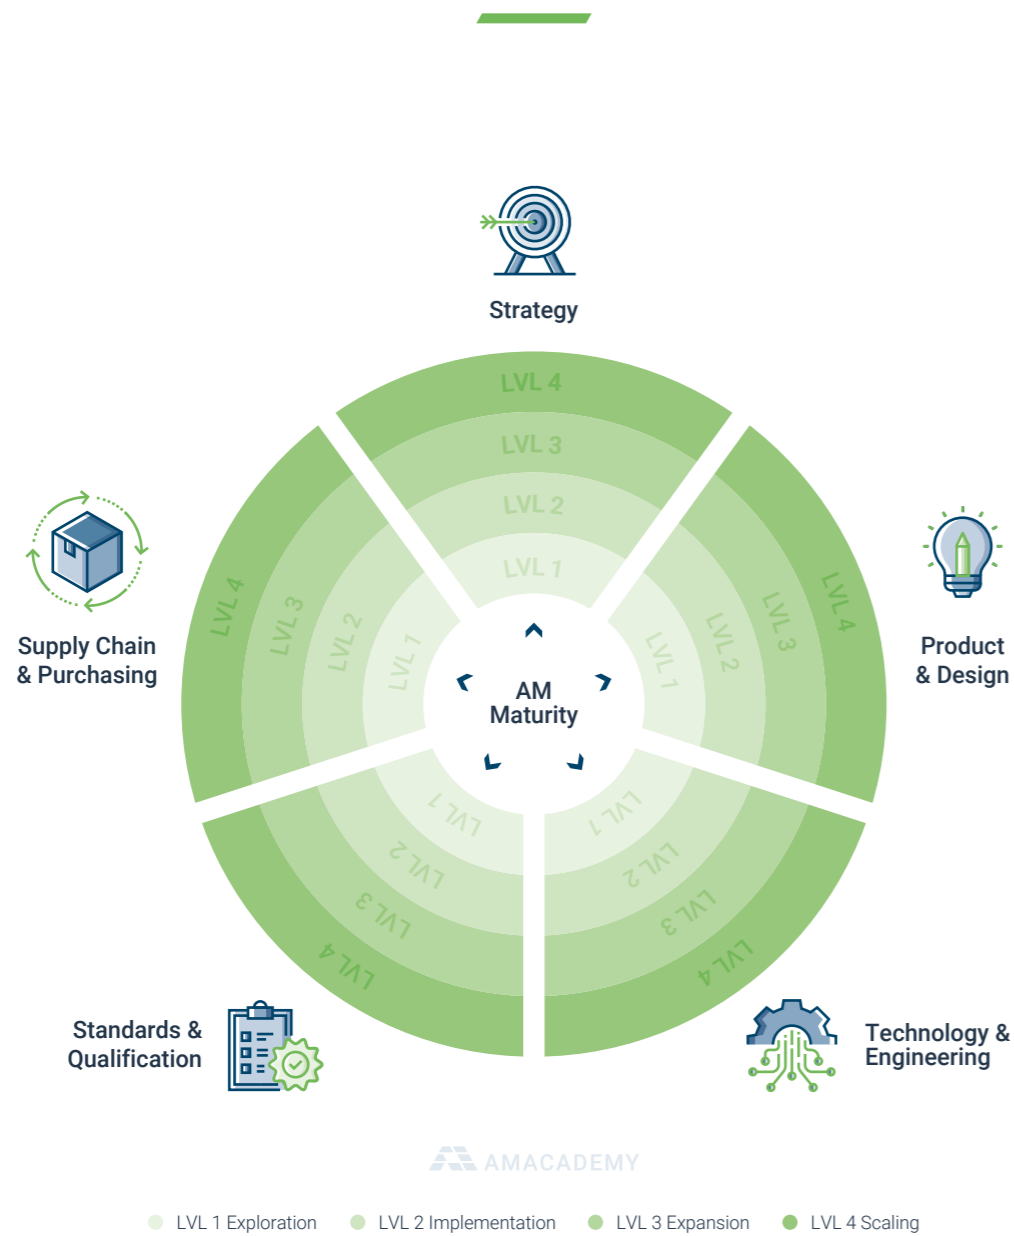 Strategy
LVL 4
LVL 3
LVL 2
LVL 1
Supply Chain
& Purchasing
LVL 4
LVL 3
LVL 2
LVL 1
AM
Maturity
LVL 1
LVL 2
LVL 3
LVL 4
Product
& Design
LVL 1
LVL 2
LVL 3
LVL 4
LVL 1
LVL 2
LVL 3
LVL 4
Standards &
Qualification
Technology &
Engineering
AMACADEMY
LVL 1 Exploration
LVL 2 Implementation
LVL 3 Expansion
LVL 4 Scaling